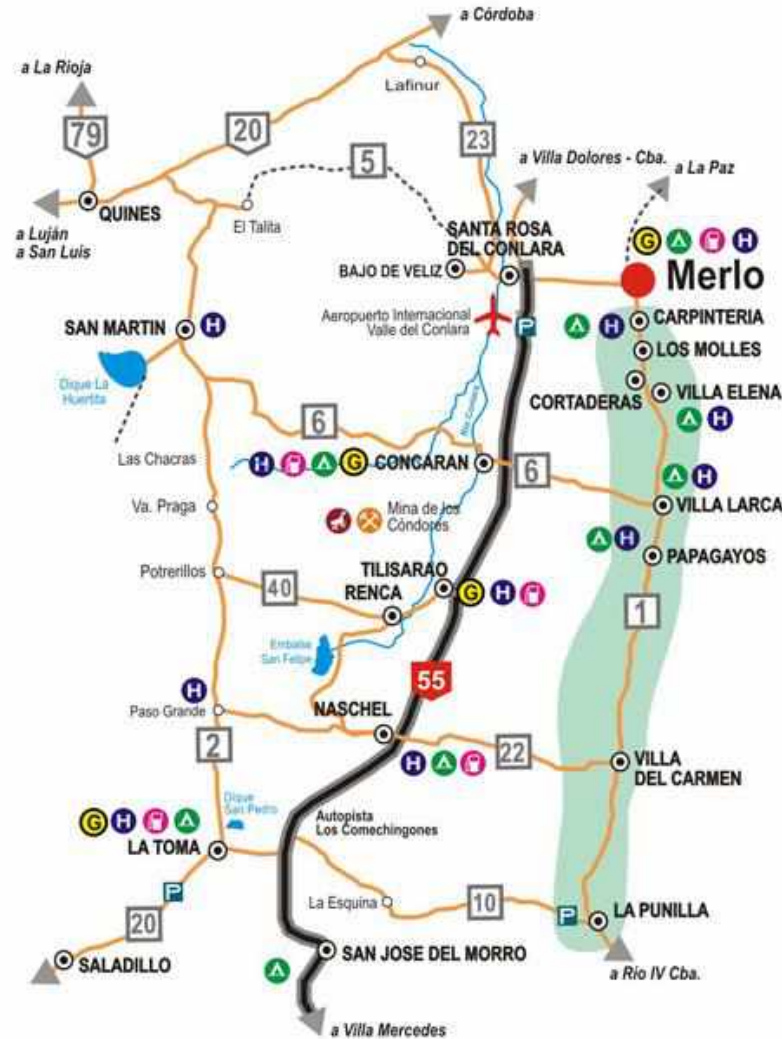 a Córdoba
a La Rioja
Lafinur
79
20
23
5
a Villa Dolores - Cba.
a La Paz
QUINES
El Talita
a Luján
a San Luis
SANTA ROSA
DEL CONLARA
G
H
Merlo
BAJO DE VELIZ
SAN MARTIN
H
Aeropuerto Internacional
Valle del Conlara
P
H
CARPINTERIA
LOS MOLLES
Dique La
Huertita
CORTADERAS
VILLA ELENA
H
6
Río Conlara
Las Chacras
H
G
CONCARAN
6
H
VILLA LARCA
Va. Praga
Mina de los
Cóndores
H
PAPAGAYOS
Potrerillos
40
TILISARAO
RENCA
G
H
1
Embalse
San Felipe
55
H
Paso Grande
NASCHEL
2
22
H
VILLA
DEL CARMEN
Dique
San Pedro
G
H
Autopista
Los Comechingones
LA TOMA
P
La Esquina
10
P
LA PUNILLA
20
SALADILLO
SAN JOSE DEL MORRO
a Rio IV Cba.
a Villa Mercedes